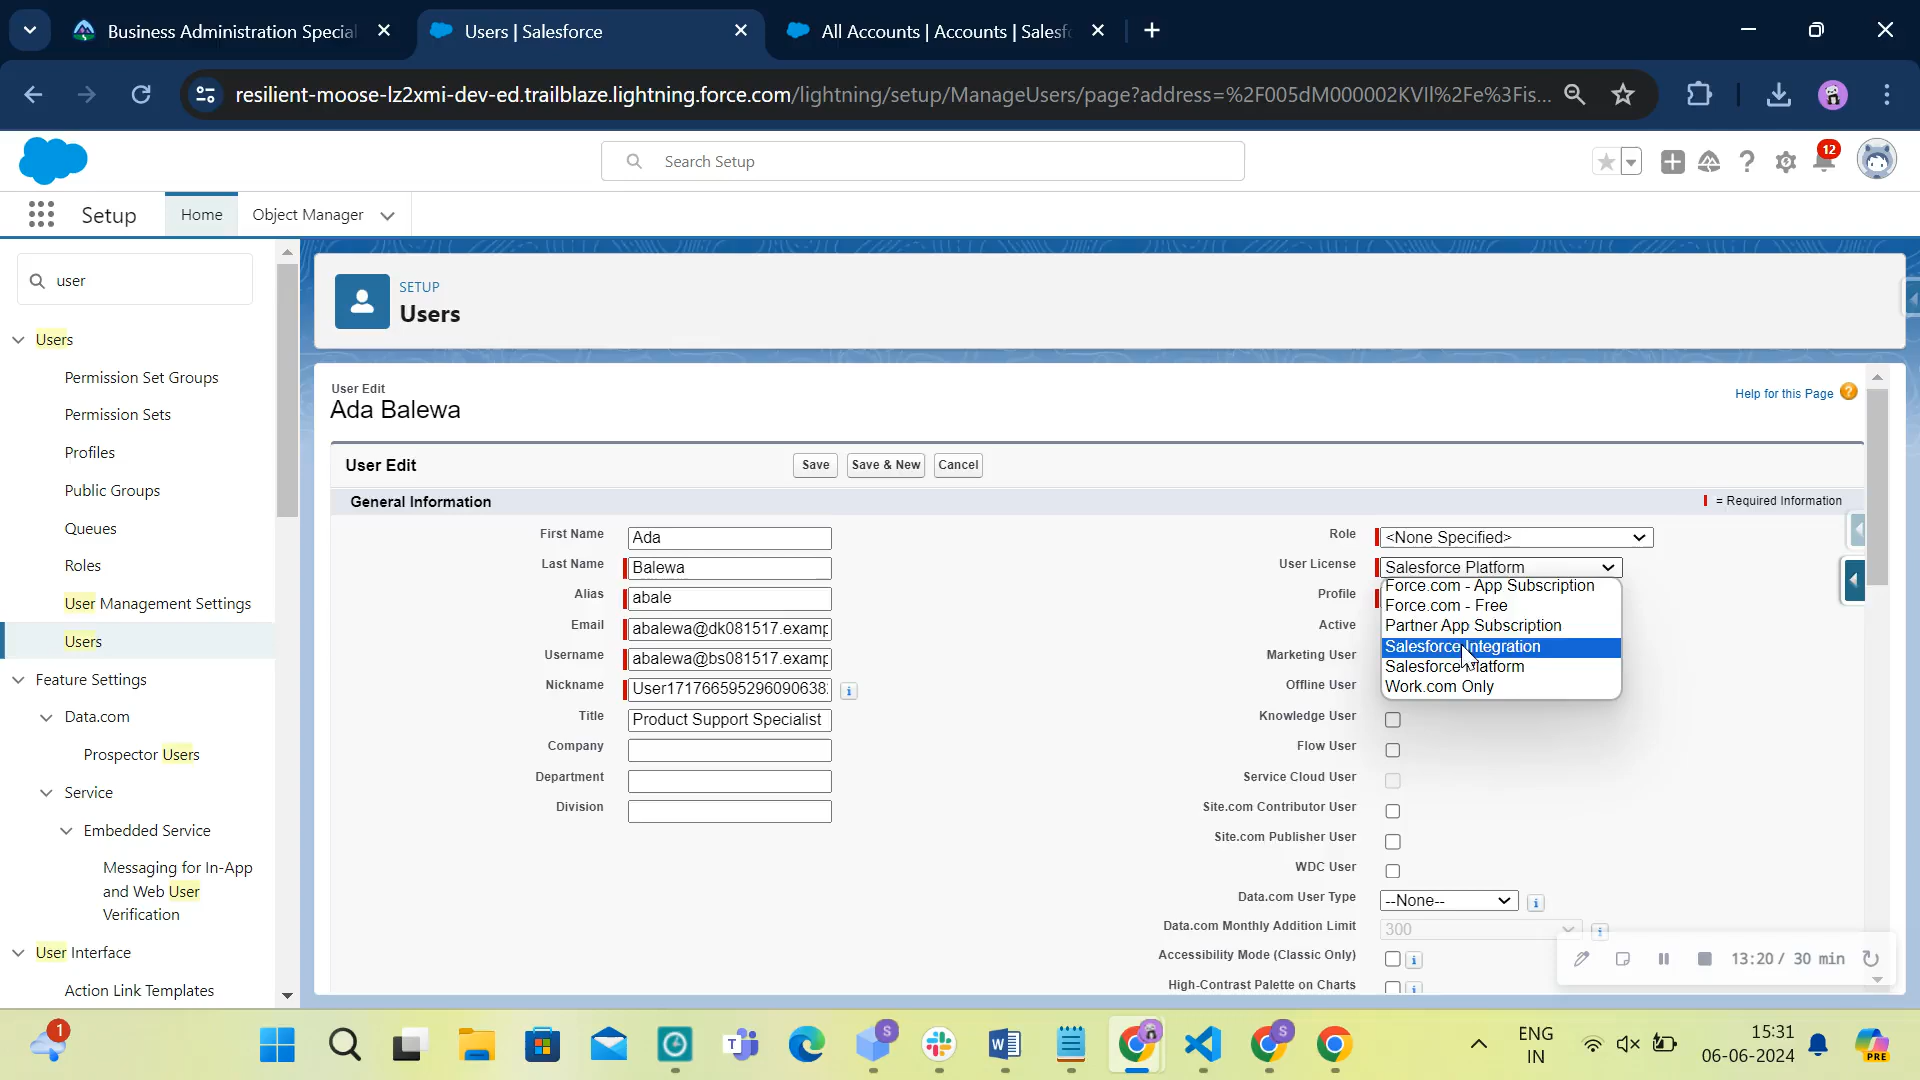 Business Administration Special
Users | Salesforce
All Accounts | Accounts | Salesf
resilient-moose-lz2xmi-dev-ed.trailblaze.lightning.force.com/lightning/setup/ManageUsers/page?address=%2F005dM000002KVIl%2Fe%3Fis...
Search Setup
12
Setup
Home
Object Manager
user
Users
Permission Set Groups
Permission Sets
Profiles
Public Groups
Queues
Roles
User Management Settings
Users
Feature Settings
Data.com
Prospector Users
Service
Embedded Service
Messaging for In-App
and Web User
Verification
User Interface
Action Link Templates
SETUP
Users
User Edit
Ada Balewa
Help for this Page
User Edit
Save
Save & New
Cancel
General Information
= Required Information
First Name Ada
Last Name Balewa
Alias abale
Email abalewa@dk081517.examp
Username abalewa@bs081517.examp
Nickname User171766595296090638
Title Product Support Specialist
Company
Department
Division
Role <None Specified>
User License Salesforce Platform
Profile
Active
Marketing User
Offline User
Force.com - App Subscription
Force.com - Free
Partner App Subscription
Salesforce Integration
Salesforce Platform
Work.com Only
Knowledge User
Flow User
Service Cloud User
Site.com Contributor User
Site.com Publisher User
WDC User
Data.com User Type --None--
Data.com Monthly Addition Limit 300
Accessibility Mode (Classic Only)
High-Contrast Palette on Charts
13:20 / 30 min
1
S
S
ENG
IN
15:31
06-06-2024
PRE